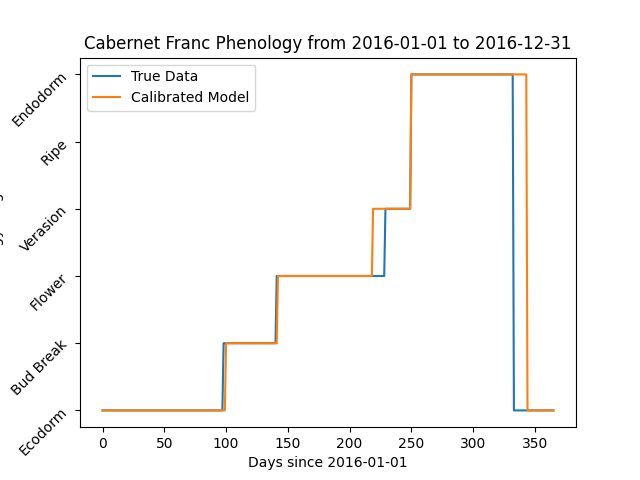 Cabernet Franc Phenology from 2016-01-01 to 2016-12-31
True Data
Calibrated Model
Endodorm
Ripe
Verasion
Flower
Bud Break
Ecodorm
0 50 100 150 200 250 300 350
Days since 2016-01-01